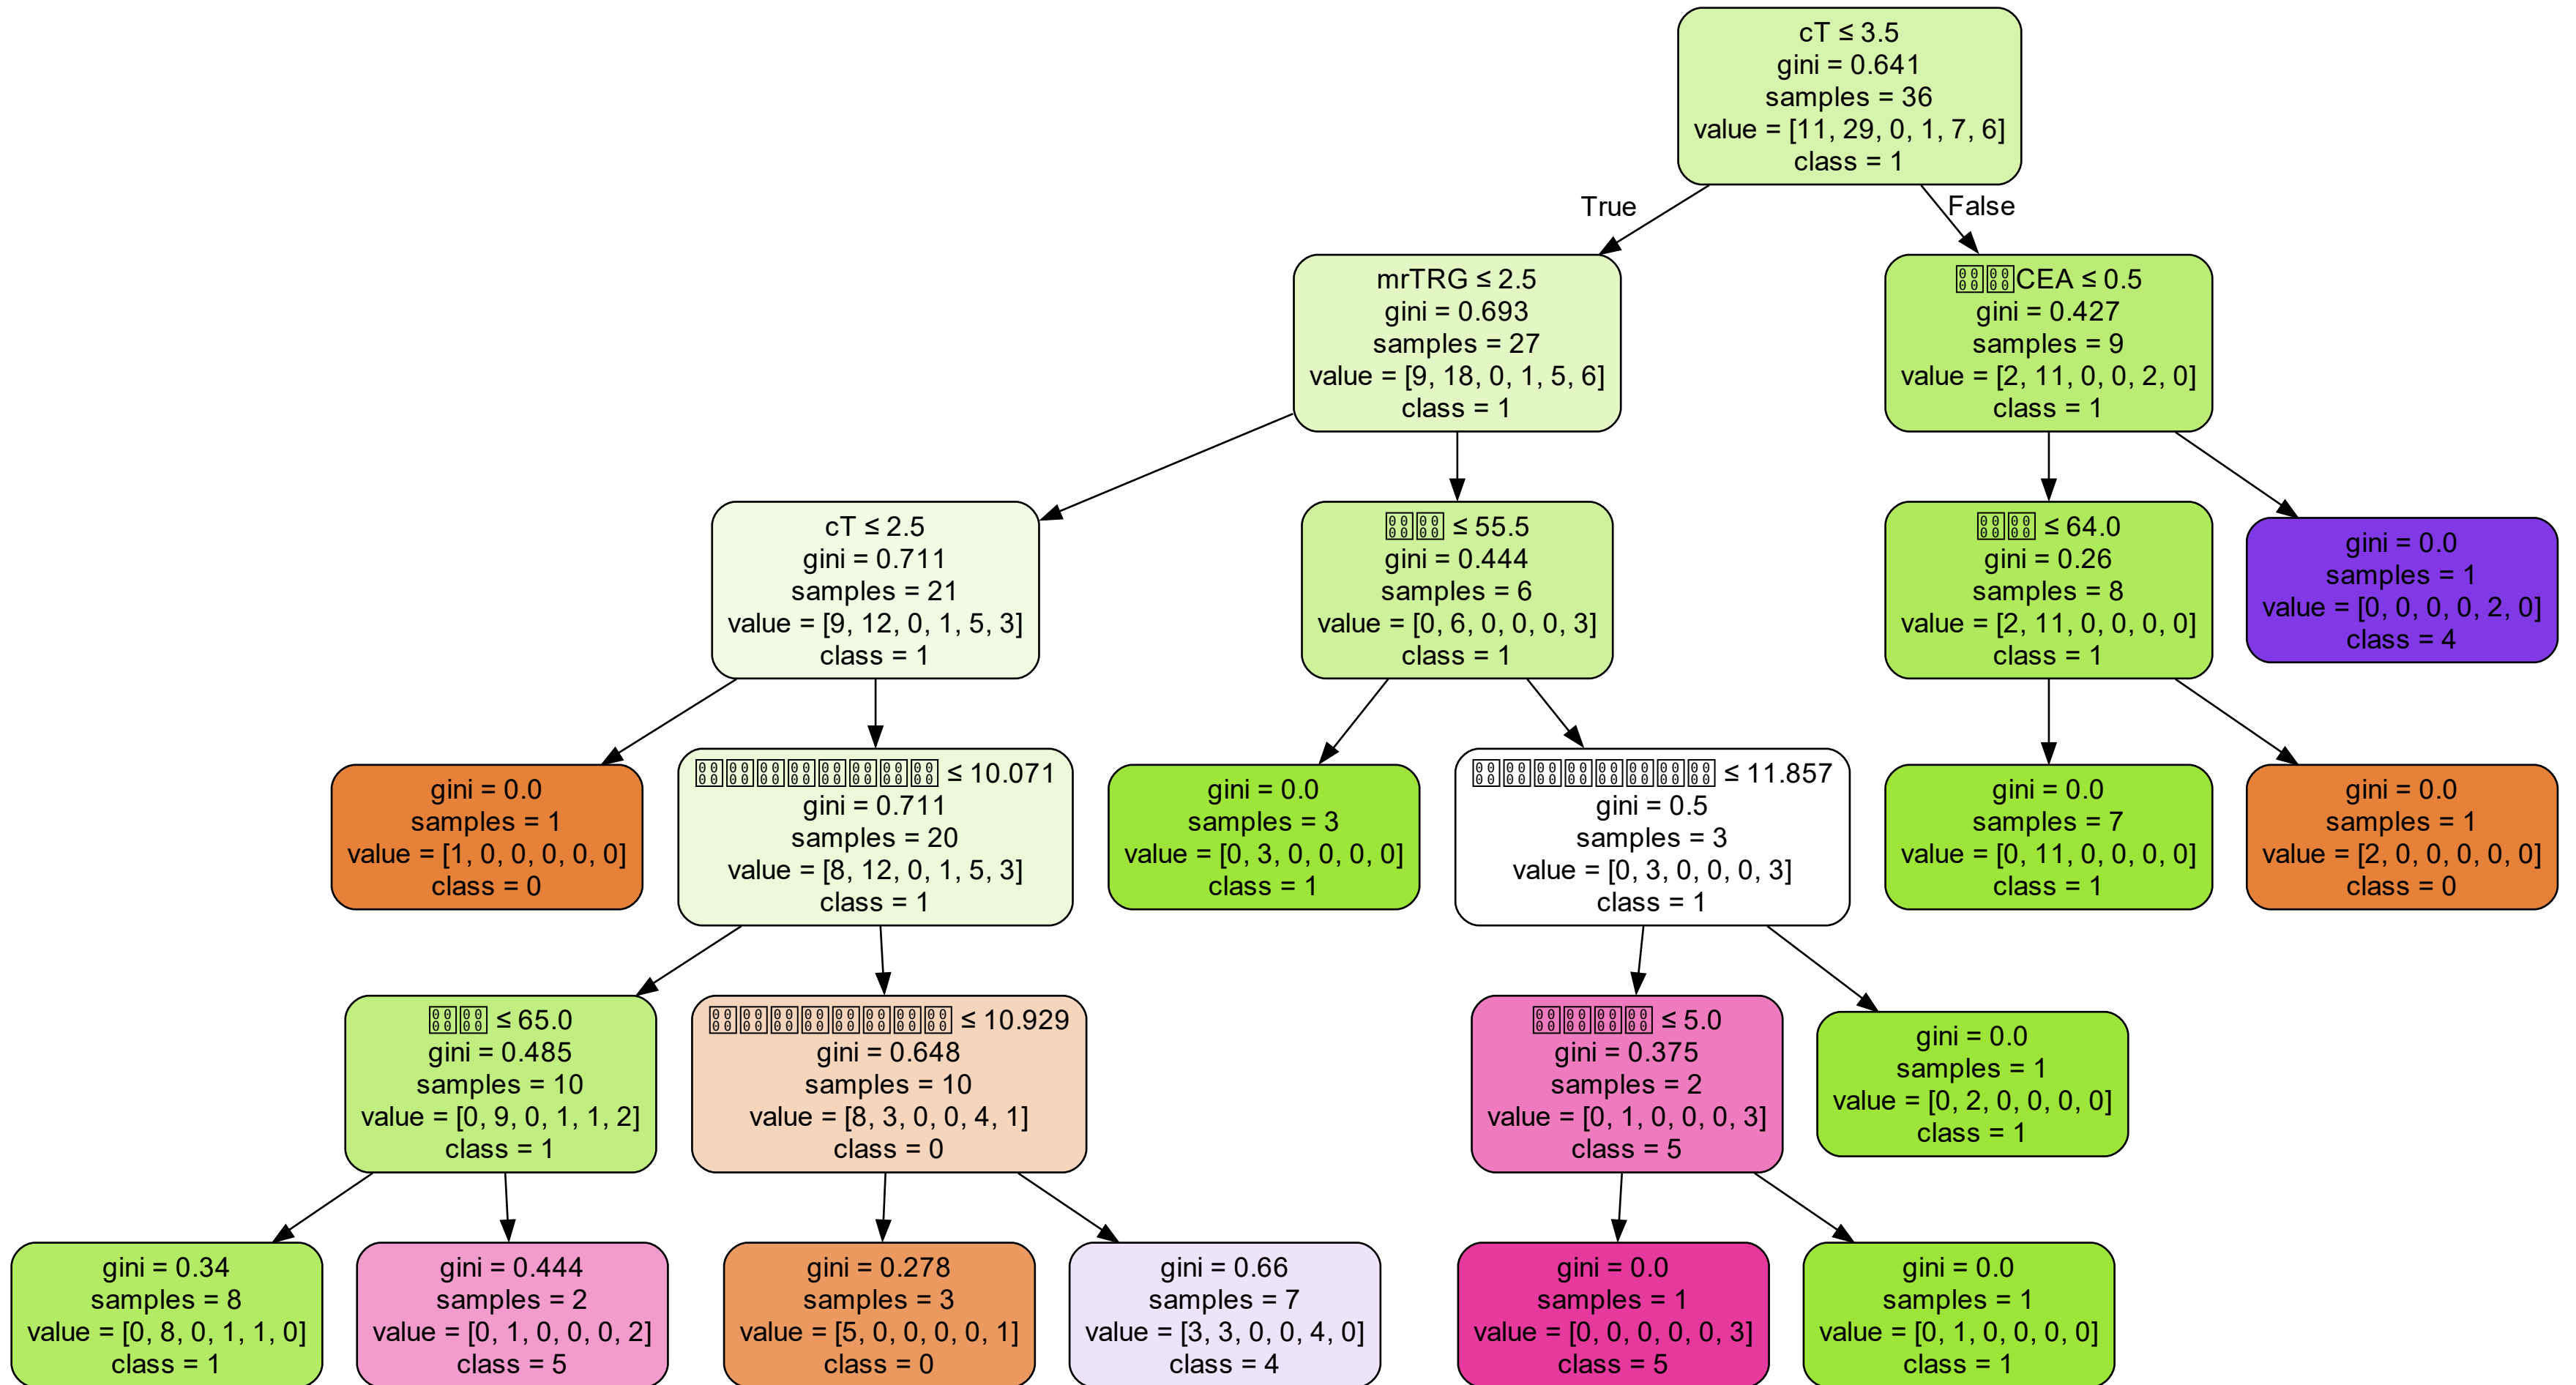 cT ≤ 3.5
gini = 0.641
samples = 36
value = [11, 29, 0, 1, 7, 6]
class = 1
True
False
mrTRG ≤ 2.5
gini = 0.693
samples = 27
value = [9, 18, 0, 1, 5, 6]
class = 1
CEA ≤ 0.5
gini = 0.427
samples = 9
value = [2, 11, 0, 0, 2, 0]
class = 1
cT ≤ 2.5
gini = 0.711
samples = 21
value = [9, 12, 0, 1, 5, 3]
class = 1
≤ 55.5
gini = 0.444
samples = 6
value = [0, 6, 0, 0, 0, 3]
class = 1
≤ 64.0
gini = 0.26
samples = 8
value = [2, 11, 0, 0, 0, 0]
class = 1
gini = 0.0
samples = 1
value = [0, 0, 0, 0, 2, 0]
class = 4
gini = 0.0
samples = 1
value = [1, 0, 0, 0, 0, 0]
class = 0
≤ 10.071
gini = 0.711
samples = 20
value = [8, 12, 0, 1, 5, 3]
class = 1
gini = 0.0
samples = 3
value = [0, 3, 0, 0, 0, 0]
class = 1
≤ 11.857
gini = 0.5
samples = 3
value = [0, 3, 0, 0, 0, 3]
class = 1
gini = 0.0
samples = 7
value = [0, 11, 0, 0, 0, 0]
class = 1
gini = 0.0
samples = 1
value = [2, 0, 0, 0, 0, 0]
class = 0
≤ 65.0
gini = 0.485
samples = 10
value = [0, 9, 0, 1, 1, 2]
class = 1
≤ 10.929
gini = 0.648
samples = 10
value = [8, 3, 0, 0, 4, 1]
class = 0
≤ 5.0
gini = 0.375
samples = 2
value = [0, 1, 0, 0, 0, 3]
class = 5
gini = 0.0
samples = 1
value = [0, 2, 0, 0, 0, 0]
class = 1
gini = 0.34
samples = 8
value = [0, 8, 0, 1, 1, 0]
class = 1
gini = 0.444
samples = 2
value = [0, 1, 0, 0, 0, 2]
class = 5
gini = 0.278
samples = 3
value = [5, 0, 0, 0, 0, 1]
class = 0
gini = 0.66
samples = 7
value = [3, 3, 0, 0, 4, 0]
class = 4
gini = 0.0
samples = 1
value = [0, 0, 0, 0, 0, 3]
class = 5
gini = 0.0
samples = 1
value = [0, 1, 0, 0, 0, 0]
class = 1